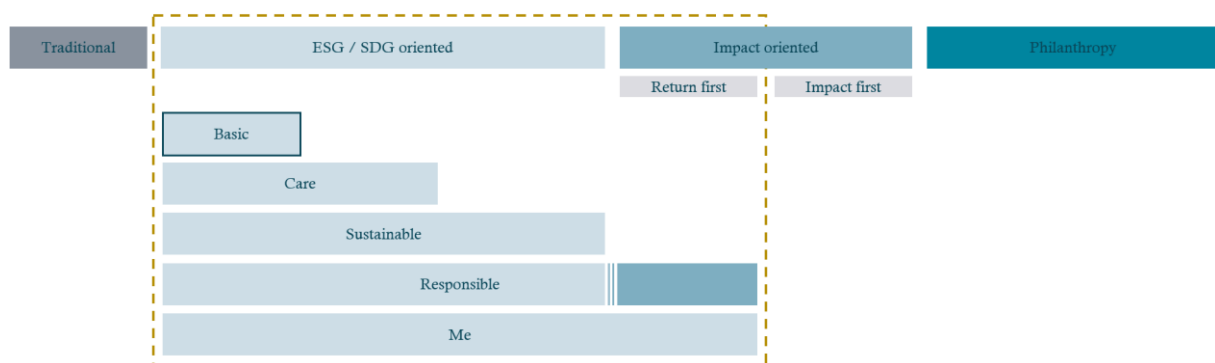 Traditional
ESG / SDG oriented
Impact oriented
Philanthropy
Return first
Impact first
Basic
Care
Sustainable
Responsible
Me